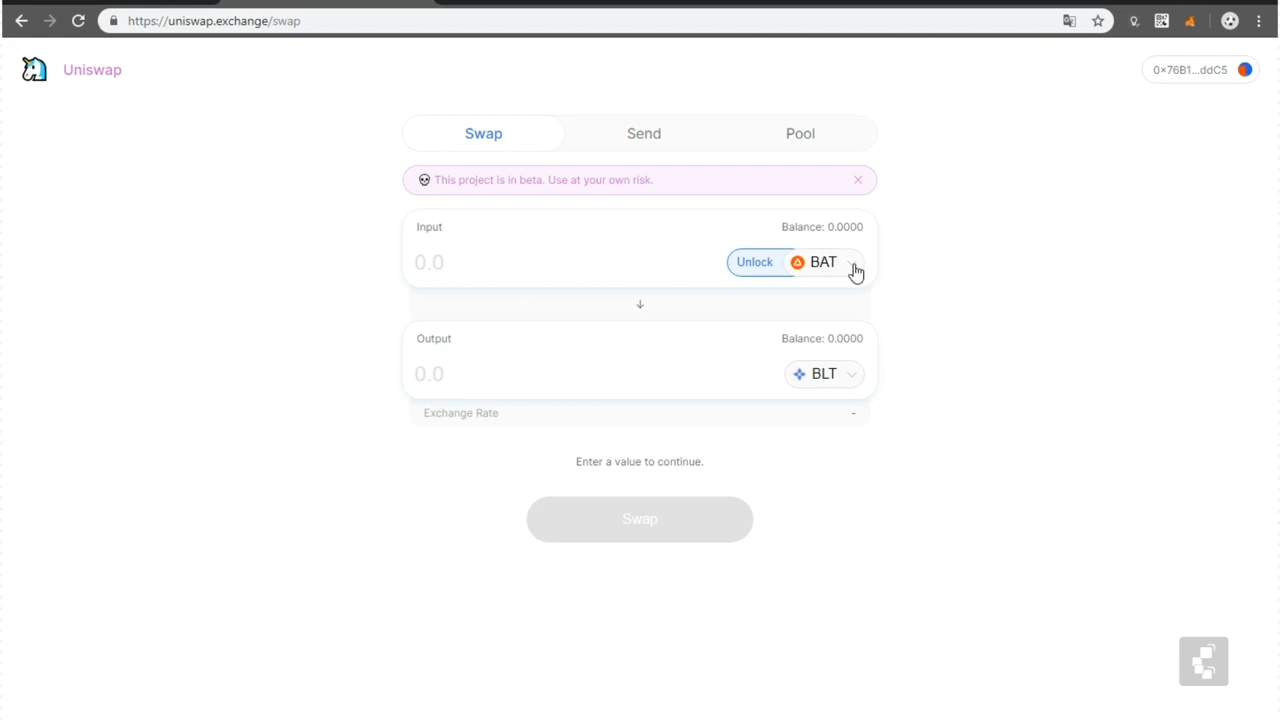 https://uniswap.exchange/swap
Uniswap
0x76B1...ddC5
Swap
Send
Pool
This project is in beta. Use at your own risk.
Input
Balance: 0.0000
0.0
Unlock
BAT
Output
Balance: 0.0000
0.0
BLT
Exchange Rate
-
Enter a value to continue.
Swap